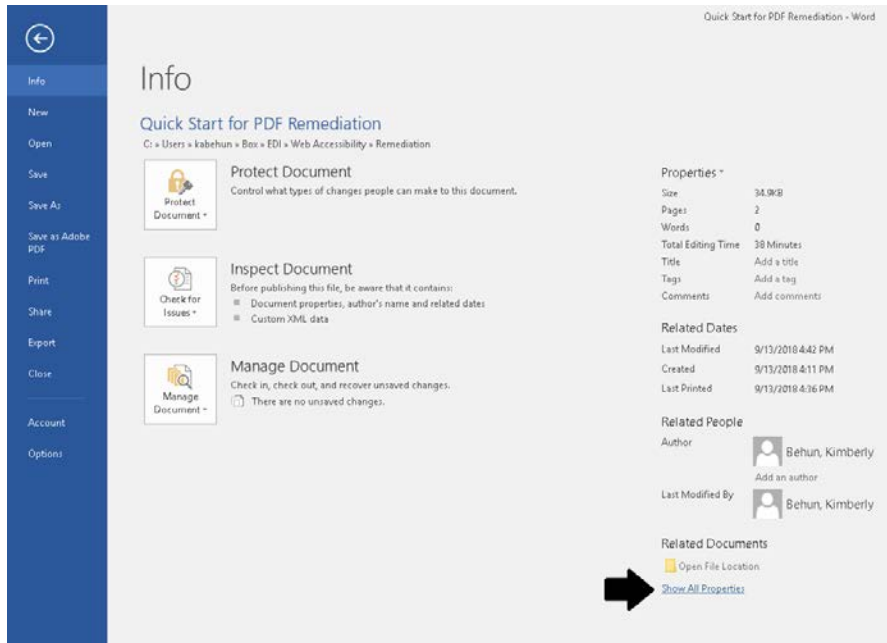 Quick Start for PDF Remediation - Word
Info
New
Open
Save
Save As
Save as Adobe
PDF
Print
Share
Export
Close
Account
Options
Info
Quick Start for PDF Remediation
C: » Users » kabehun » Box » EDI » Web Accessibility » Remediation
Protect
Document
Protect Document
Control what types of changes people can make to this document.
Check for
Issues
Inspect Document
Before publishing this file, be aware that it contains:
Document properties, author's name and related dates
Custom XML data
Manage
Document
Manage Document
Check in, check out, and recover unsaved changes.
There are no unsaved changes.
Properties
Size 34.9KB
Pages 2
Words 0
Total Editing Time 38 Minutes
Title Add a title
Tags Add a tag
Comments Add comments
Related Dates
Last Modified 9/13/2018 4:42 PM
Created 9/13/2018 4:11 PM
Last Printed 9/13/2018 4:36 PM
Related People
Author Behun, Kimberly
Add an author
Last Modified By Behun, Kimberly
Related Documents
Open File Location
Show All Properties